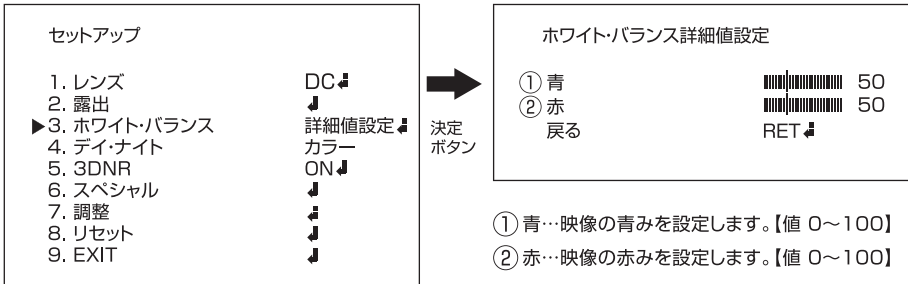 セットアップ
1. レンズ DC↲
2. 露出 ↲
▶3. ホワイト・バランス 詳細値設定↲
4. デイ・ナイト カラー
5. 3DNR ON↲
6. スペシャル ↲
7. 調整 ↲
8. リセット ↲
9. EXIT ↲
決定
ボタン
ホワイト・バランス詳細値設定
① 青 50
② 赤 50
戻る RET↲
① 青…映像の青みを設定します。【値 0～100】
② 赤…映像の赤みを設定します。【値 0～100】